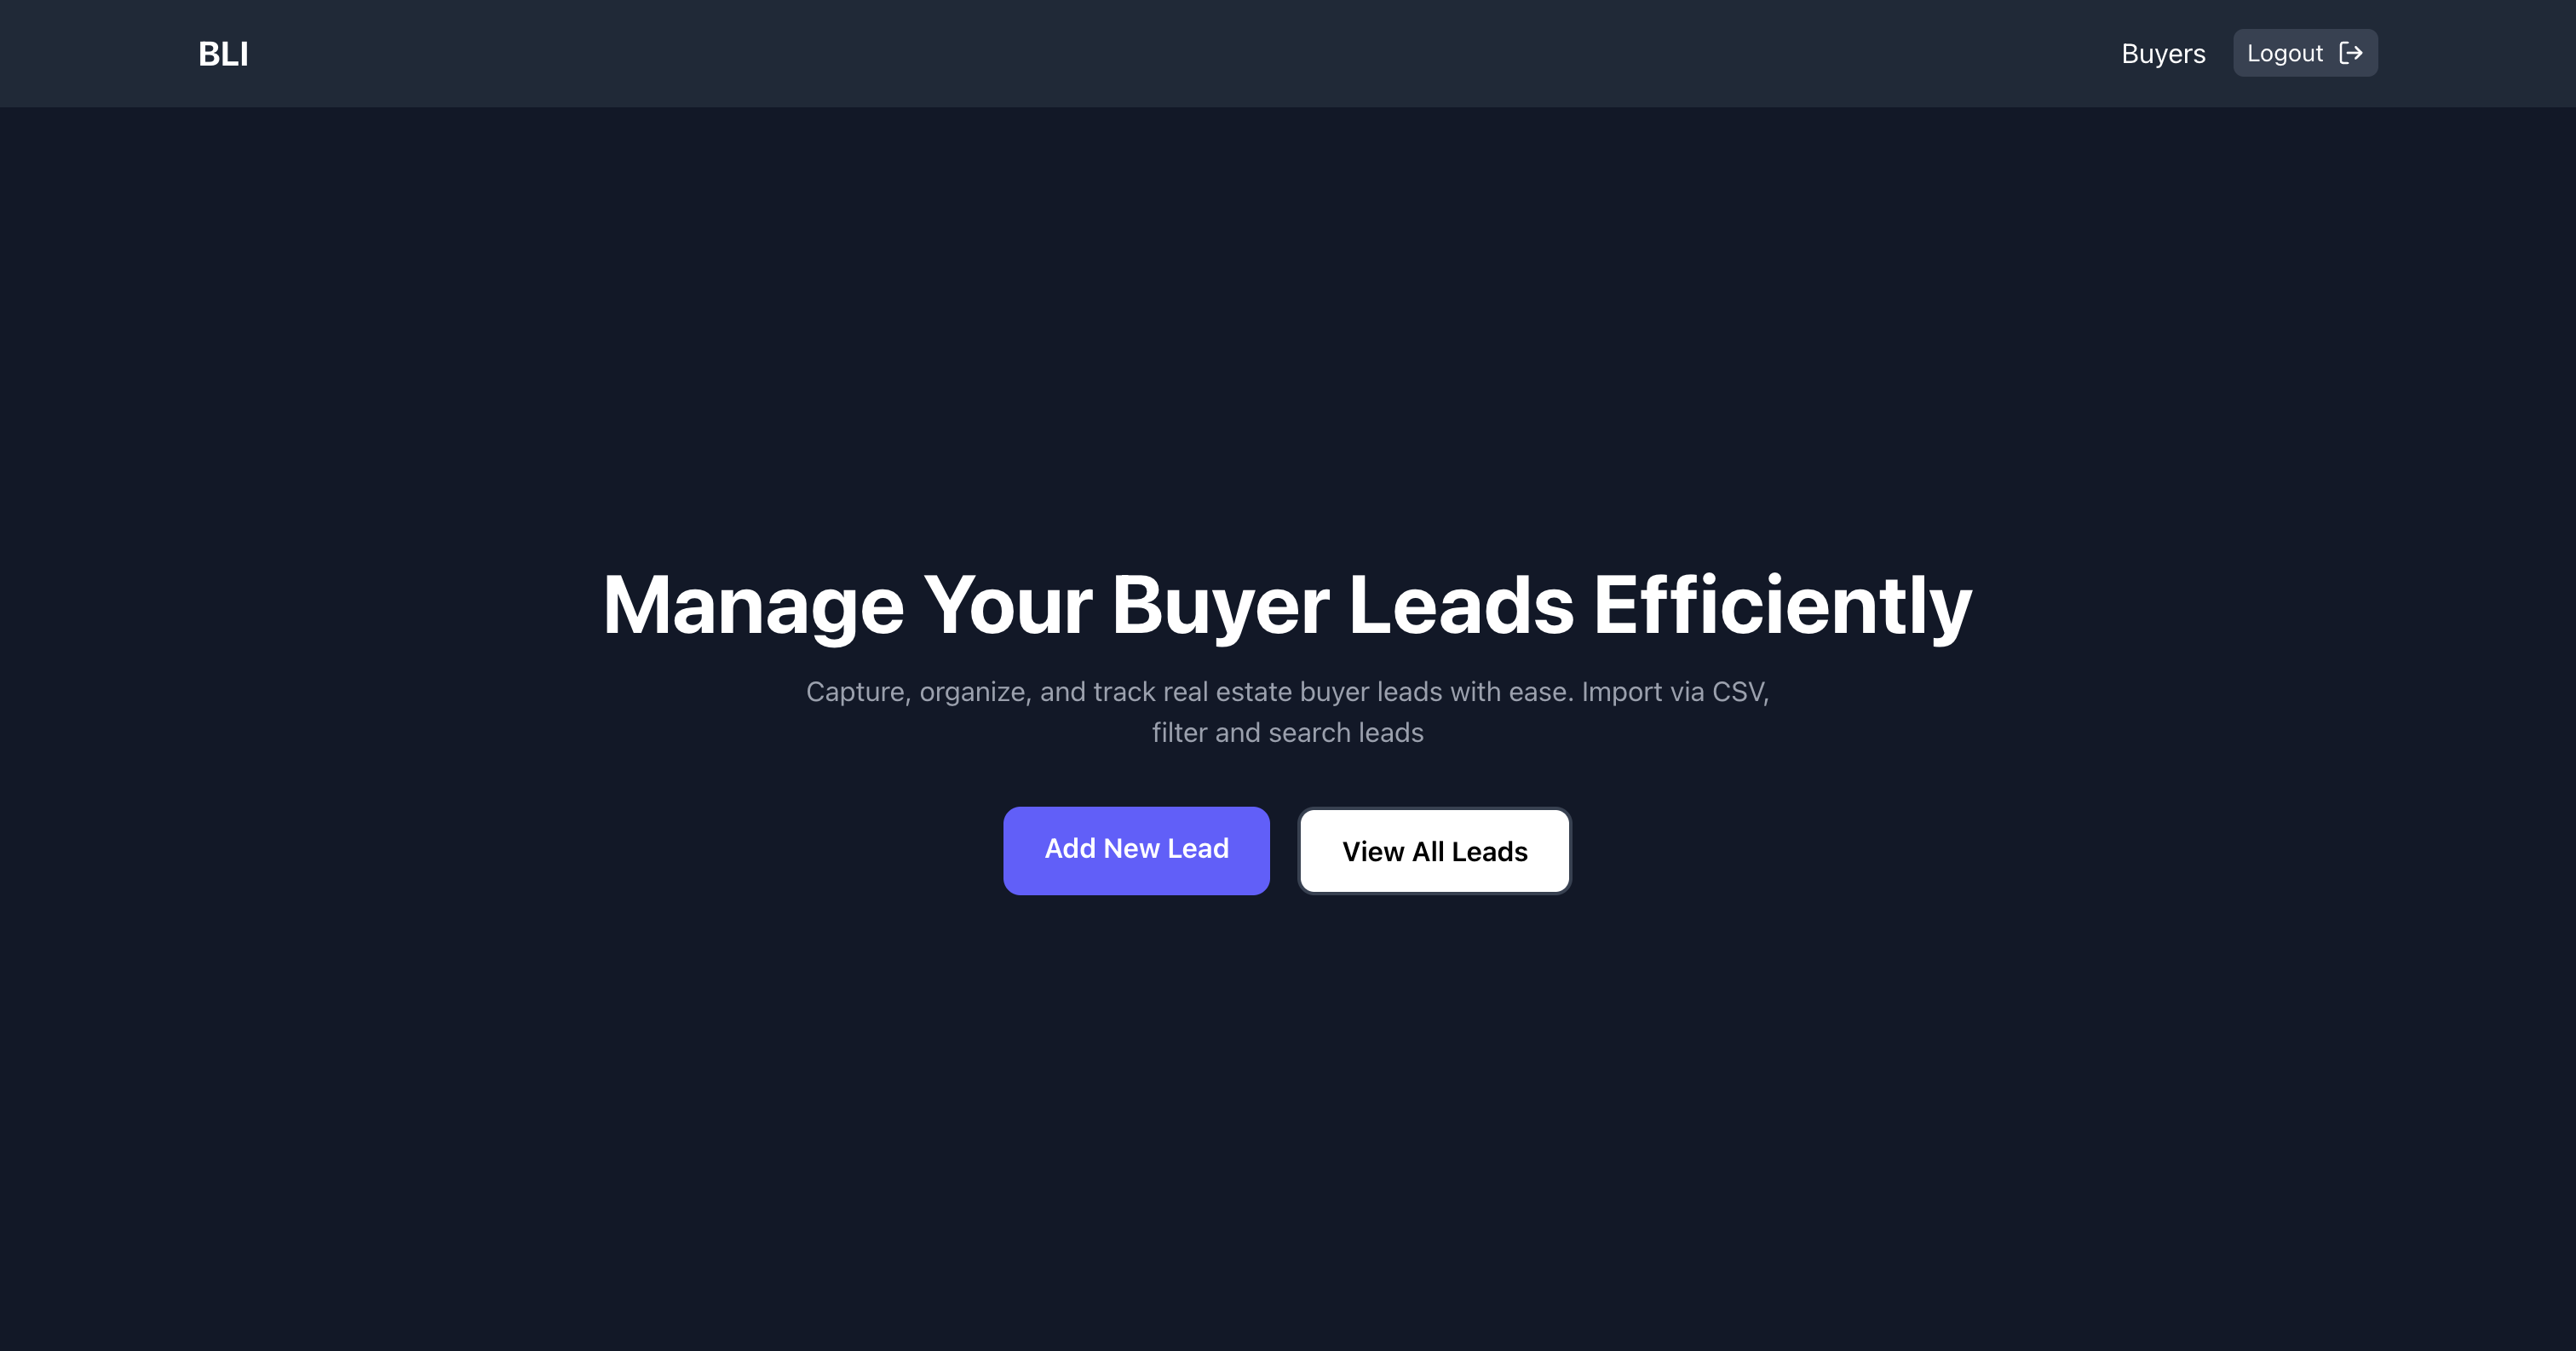 BLI
Buyers
Logout
Manage Your Buyer Leads Efficiently
Capture, organize, and track real estate buyer leads with ease. Import via CSV,
filter and search leads
Add New Lead
View All Leads